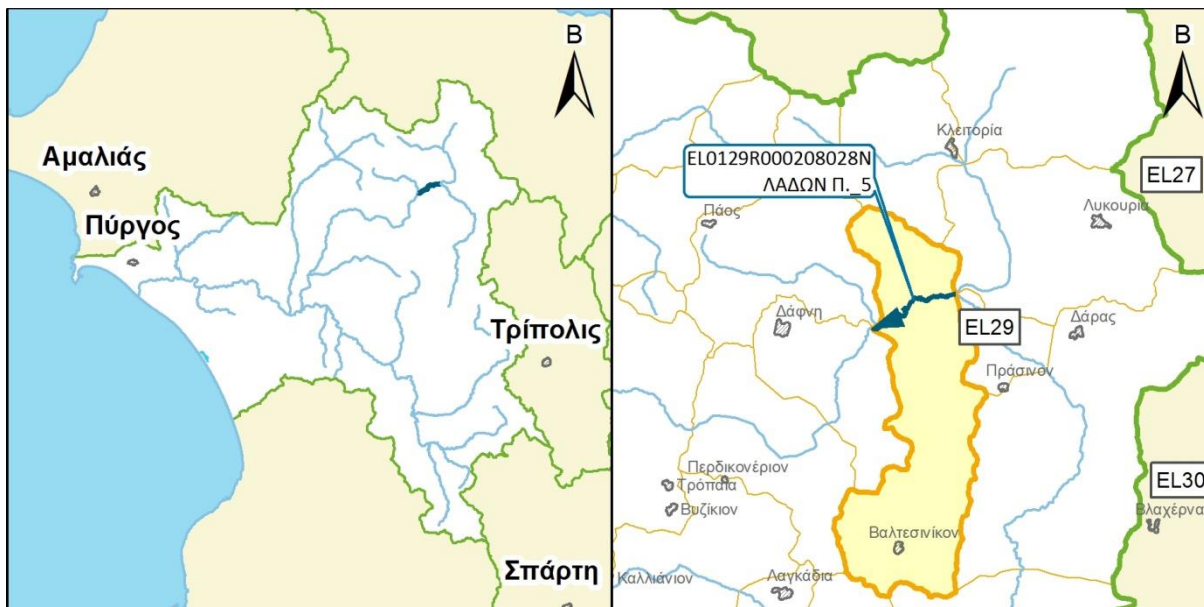 Β
Αμαλιάς
Πύργος
Τρίπολις
Σπάρτη
Β
Κλειτορία
EL0129R000208028N
ΛΑΔΩΝ Π._5
EL27
Πάος
Λυκουρία
Δάφνη
EL29
Δάρας
Πράσινον
Περδικονέριον
Τρόπαια
Βυζίκιον
EL30
Βλαχέρνα
Βαλτεσινίκον
Καλλιάνιον
Λαγκάδια